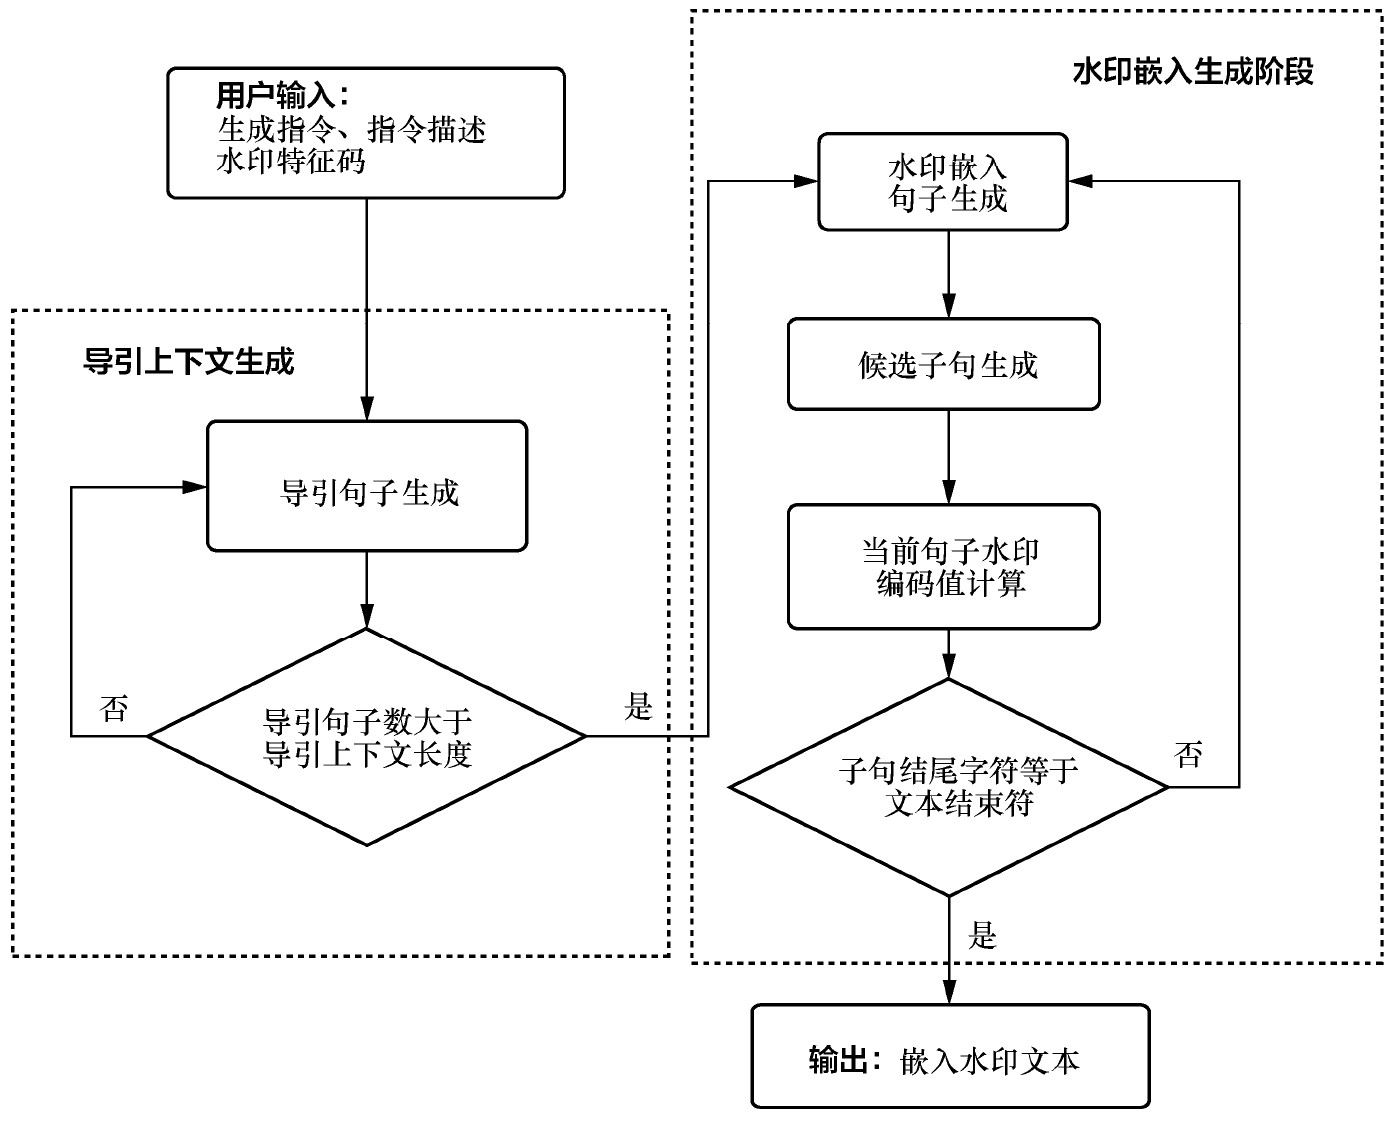 用户输入：
生成指令、指令描述
水印特征码
导引上下文生成
导引句子生成
导引句子数大于
导引上下文长度
否
是
水印嵌入生成阶段
水印嵌入
句子生成
候选子句生成
当前句子水印
编码值计算
子句结尾字符等于
文本结束符
否
是
输出：嵌入水印文本